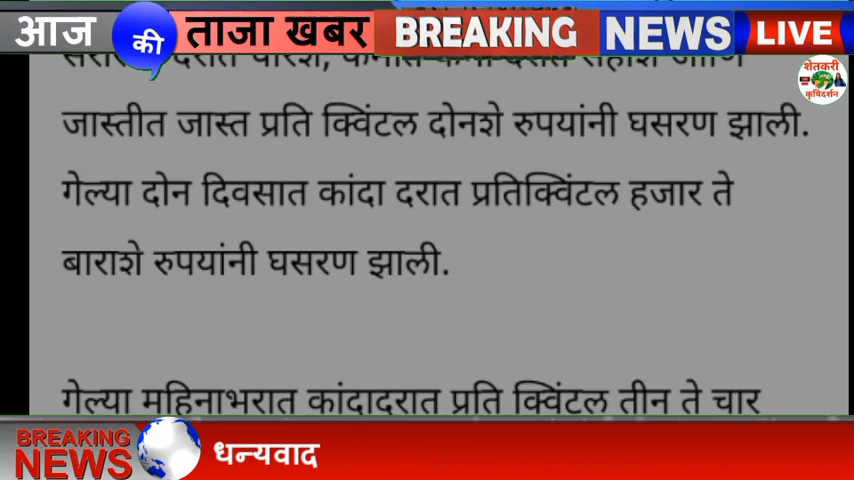 आज की ताजा खबर BREAKING NEWS LIVE
शेतकरी
कृषिदर्शन
जास्तीत जास्त प्रति क्विंटल दोनशे रुपयांनी घसरण झाली.
गेल्या दोन दिवसात कांदा दरात प्रतिक्विंटल हजार ते
बाराशे रुपयांनी घसरण झाली.
गेल्या महिनाभरात कांदादरात प्रति क्विंटल तीन ते चार
BREAKING
NEWS
धन्यवाद